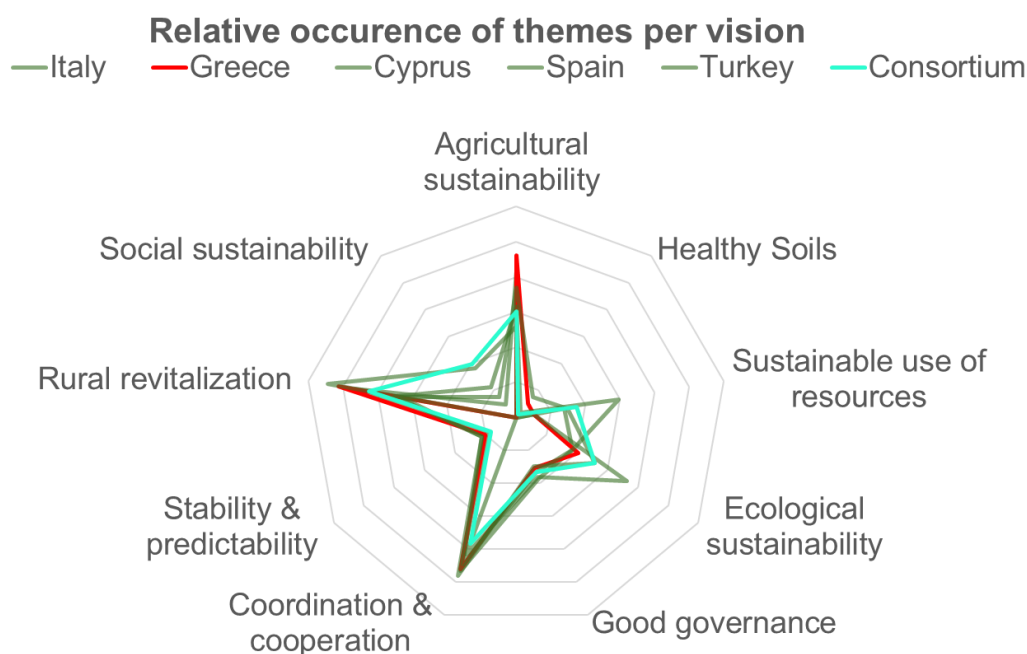 Relative occurence of themes per vision
Italy Greece Cyprus Spain Turkey Consortium
Agricultural
sustainability
Healthy Soils
Sustainable use of
resources
Ecological
sustainability
Good governance
Coordination &
cooperation
Stability &
predictability
Rural revitalization
Social sustainability